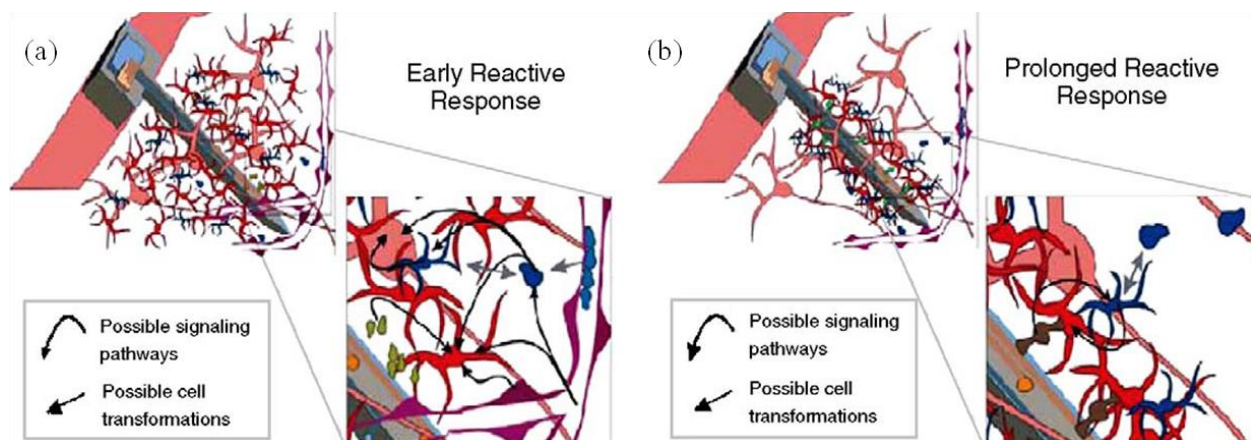 (a)
Early Reactive
Response
Possible signaling
pathways
Possible cell
transformations
(b)
Prolonged Reactive
Response
Possible signaling
pathways
Possible cell
transformations